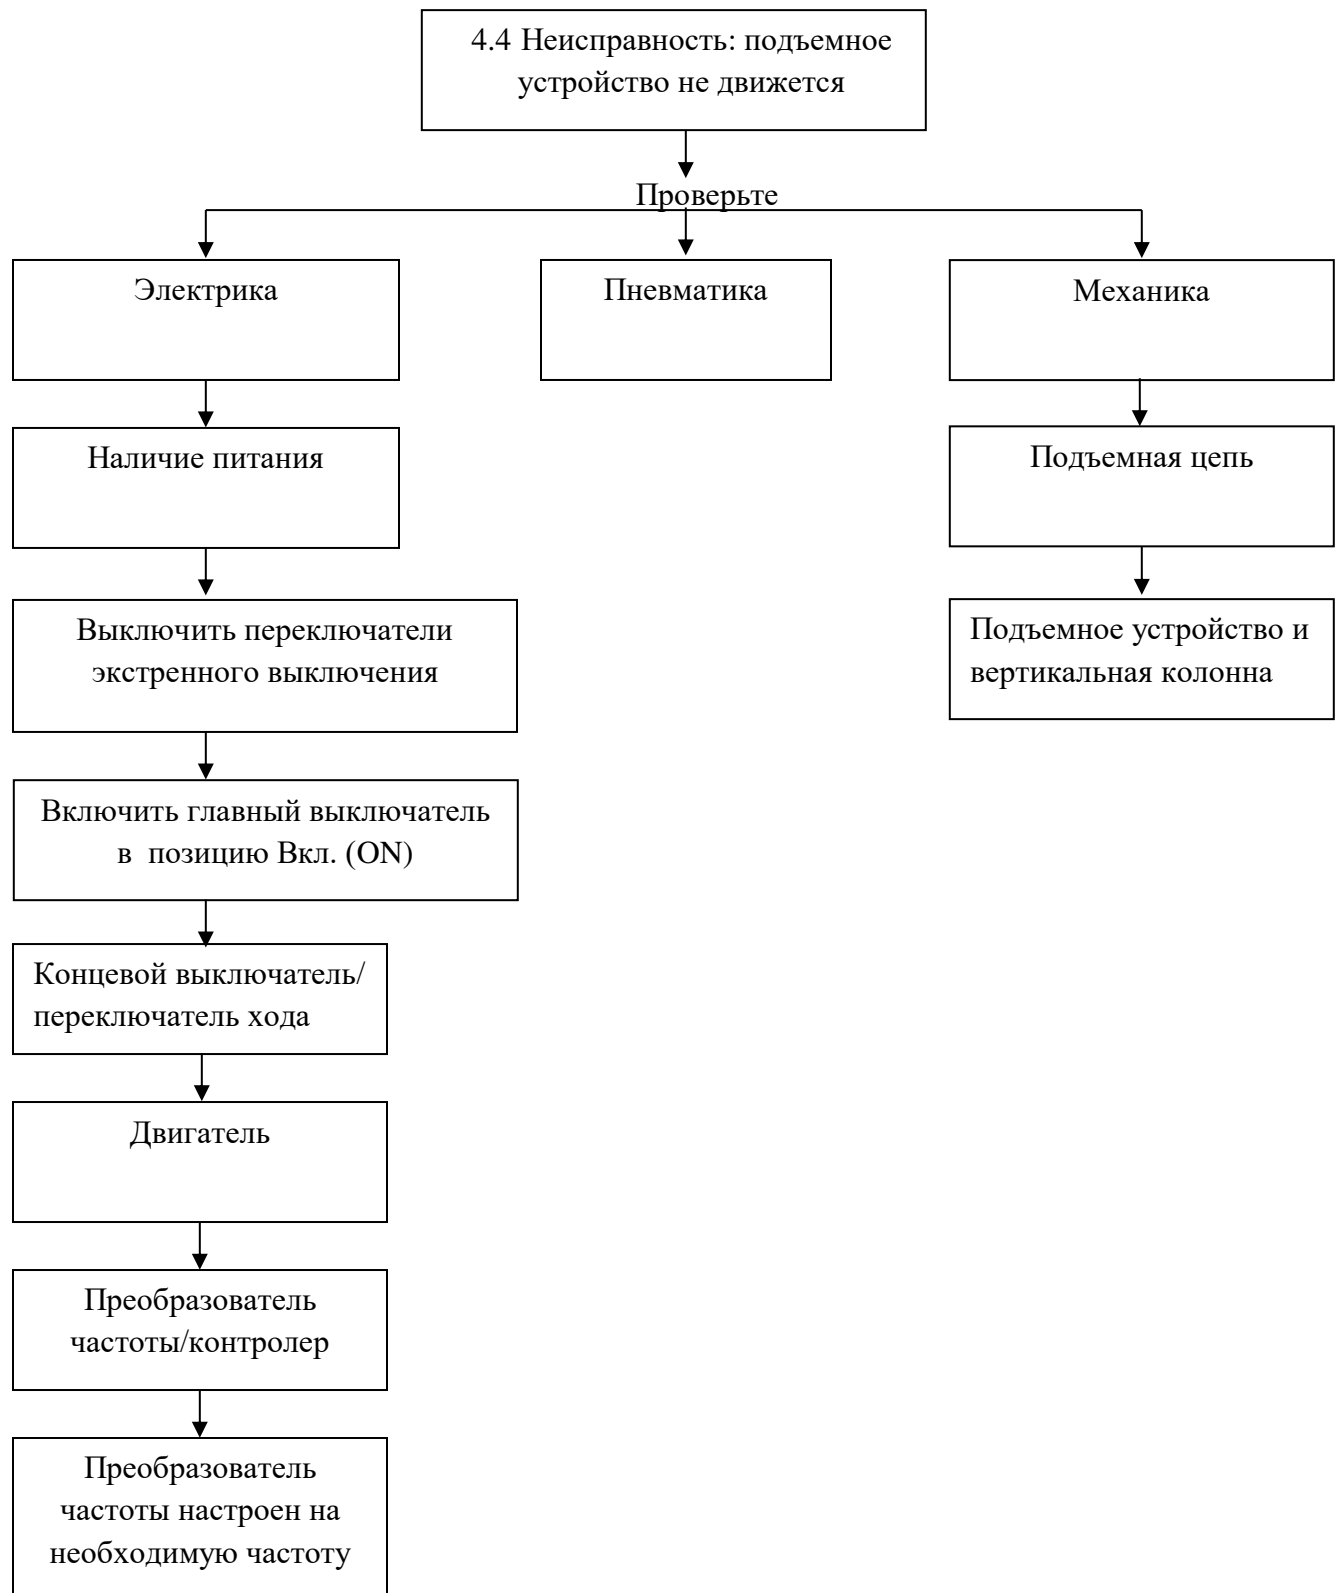 4.4 Неисправность: подъемное
устройство не движется
Проверьте
Электрика
Пневматика
Механика
Наличие питания
Подъемная цепь
Выключить переключатели
экстренного выключения
Подъемное устройство и
вертикальная колонна
Включить главный выключатель
в  позицию Вкл. (ON)
Концевой выключатель/
переключатель хода
Двигатель
Преобразователь
частоты/контролер
Преобразователь
частоты настроен на
необходимую частоту